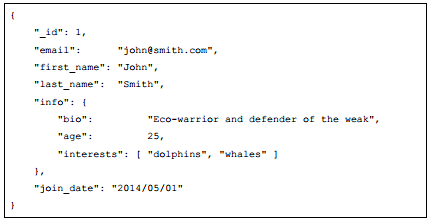 {
    "_id": 1,
    "email":      "john@smith.com",
    "first_name": "John",
    "last_name":  "Smith",
    "info": {
        "bio":         "Eco-warrior and defender of the weak",
        "age":         25,
        "interests": [ "dolphins", "whales" ]
    },
    "join_date": "2014/05/01"
}